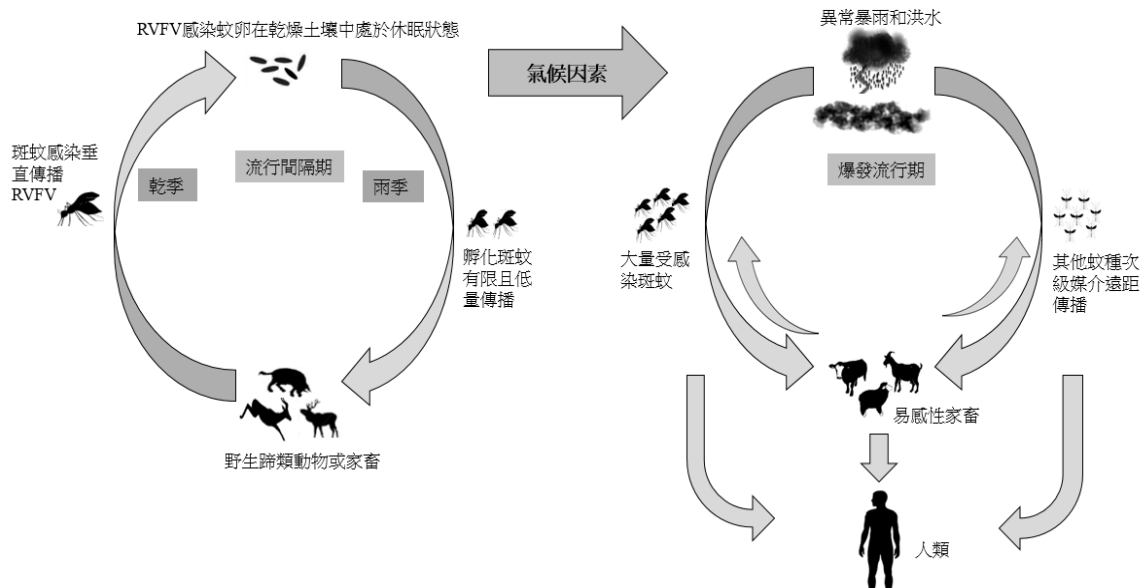 RVFV感染蚊卵在乾燥土壤中處於休眠狀態
斑蚊感染垂
直傳播
RVFV
乾季
流行間隔期
雨季
孵化斑蚊
有限且低
量傳播
野生蹄類動物或家畜
氣候因素
異常暴雨和洪水
爆發流行期
大量受感
染斑蚊
其他蚊種次
級媒介遠距
傳播
易感性家畜
人類